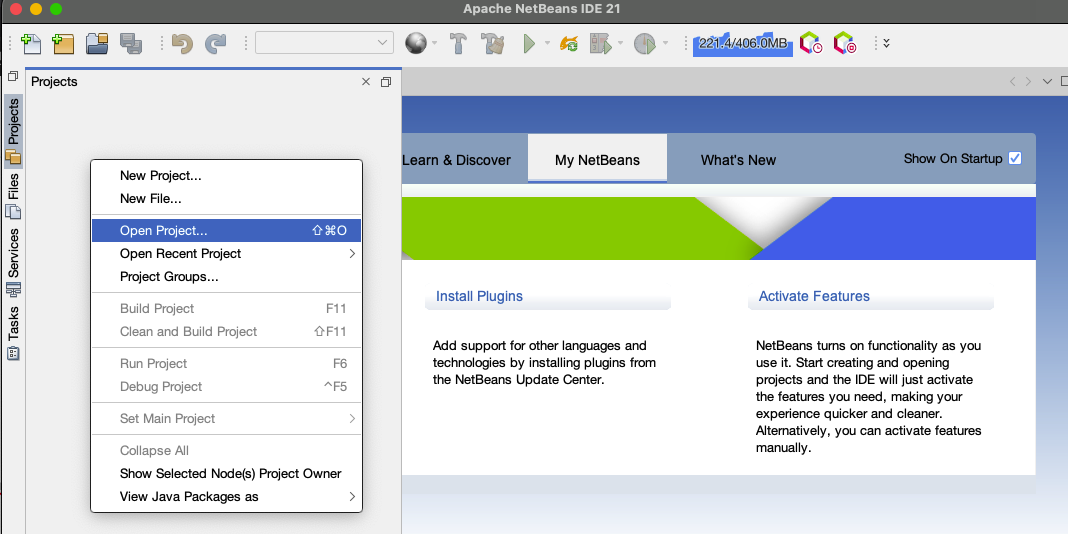 Apache NetBeans IDE 21
221.4/406.0MB
Projects
Projects
Files
Services
Tasks
New Project...
New File...
Open Project... ⇧⌘O
Open Recent Project
Project Groups...
Build Project F11
Clean and Build Project ⇧F11
Run Project F6
Debug Project ^F5
Set Main Project
Collapse All
Show Selected Node(s) Project Owner
View Java Packages as
Learn & Discover My NetBeans What's New Show On Startup
Install Plugins
Add support for other languages and
technologies by installing plugins from
the NetBeans Update Center.
Activate Features
NetBeans turns on functionality as you
use it. Start creating and opening
projects and the IDE will just activate
the features you need, making your
experience quicker and cleaner.
Alternatively, you can activate features
manually.